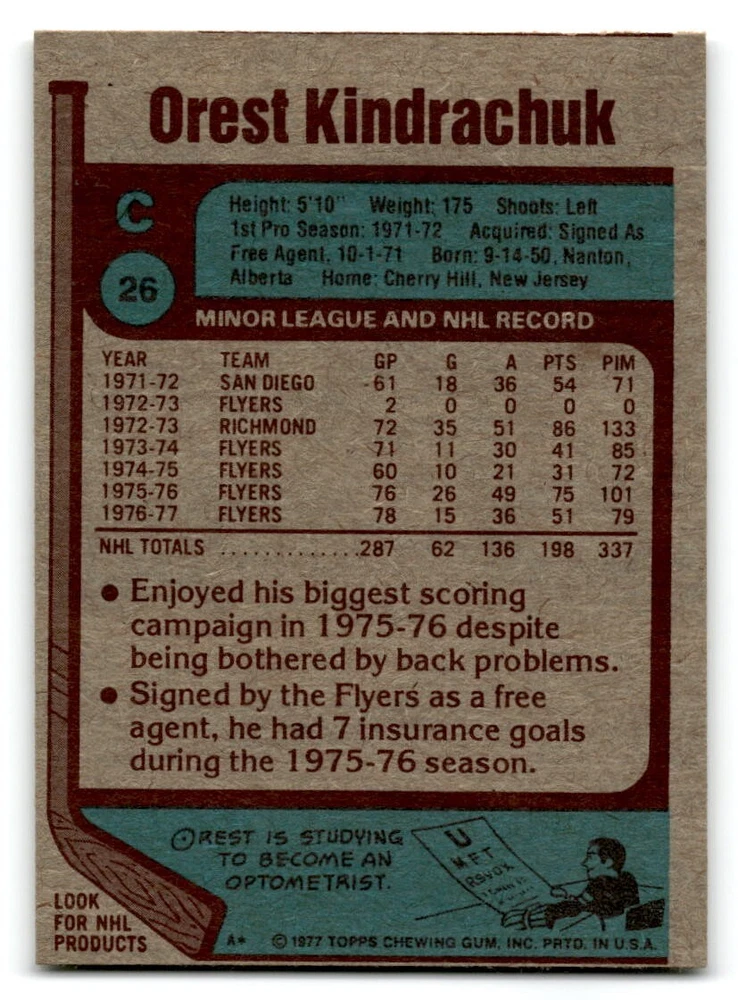 Orest Kindrachuk
C
26
Height: 5'10" Weight: 175 Shoots: Left
1st Pro Season: 1971-72 Acquired: Signed As
Free Agent, 10-1-71 Born: 9-14-50, Nanton,
Alberta Home: Cherry Hill, New Jersey
MINOR LEAGUE AND NHL RECORD
YEAR TEAM GP G A PTS PIM
1971-72 SAN DIEGO 61 18 36 54 71
1972-73 FLYERS 2 0 0 0 0
1972-73 RICHMOND 72 35 51 86 133
1973-74 FLYERS 71 11 30 41 85
1974-75 FLYERS 60 10 21 31 72
1975-76 FLYERS 76 26 49 75 101
1976-77 FLYERS 78 15 36 51 79
NHL TOTALS .............287 62 136 198 337
● Enjoyed his biggest scoring
campaign in 1975-76 despite
being bothered by back problems.
● Signed by the Flyers as a free
agent, he had 7 insurance goals
during the 1975-76 season.
OREST IS STUDYING
TO BECOME AN
OPTOMETRIST.
U
M F T
RSVOX
LOOK
FOR NHL
PRODUCTS
A* © 1977 TOPPS CHEWING GUM, INC. PRTD. IN U.S.A.